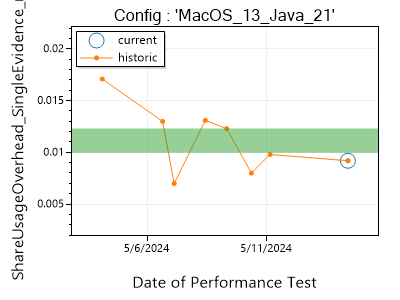 Config : 'MacOS_13_Java_21'
ShareUsageOverhead_SingleEvidence_
current
historic
0.02
0.015
0.01
0.005
5/6/2024
5/11/2024
Date of Performance Test